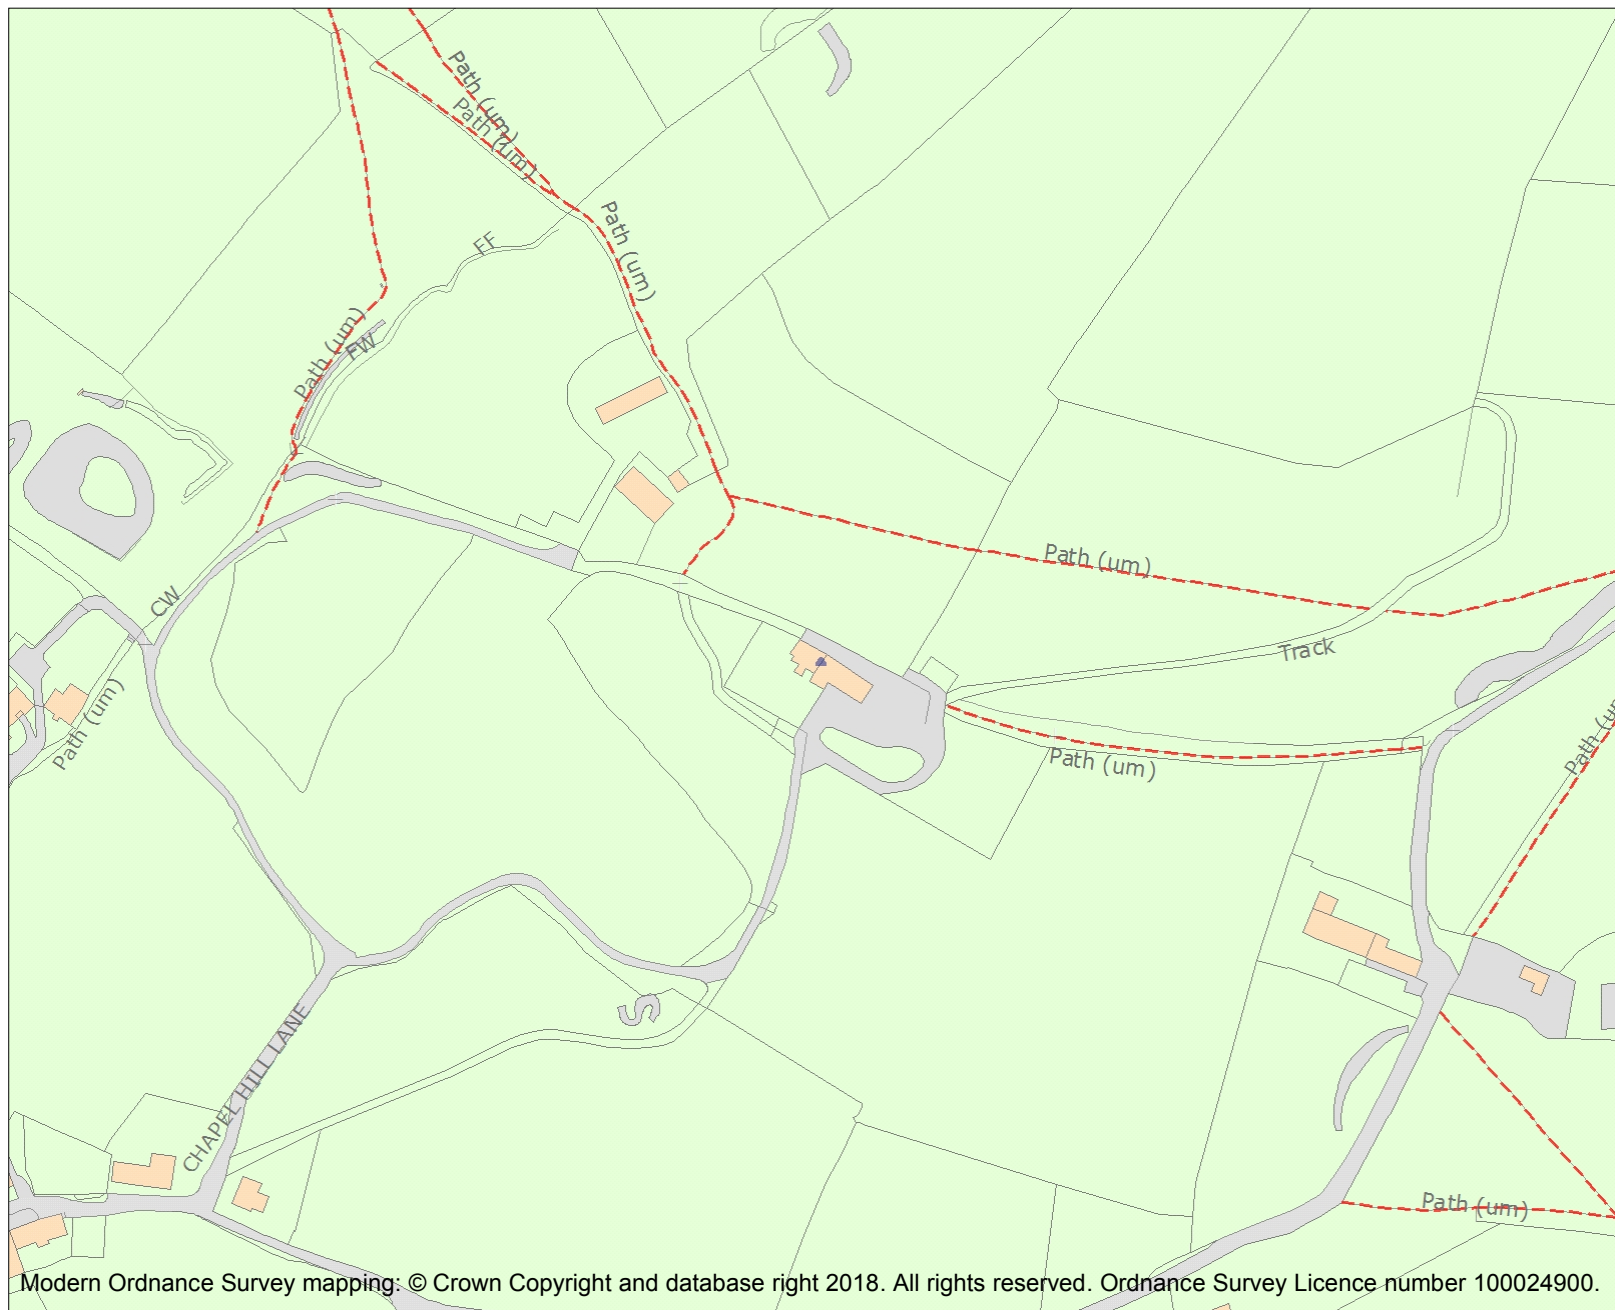 Path (um)
Path (um)
Path (um)
FF
Path (um)
FW
Path (um)
CW
Track
Path (um)
Path (um)
CHAPEL HILL LANE
Path (um)
Modern Ordnance Survey mapping: © Crown Copyright and database right 2018. All rights reserved. Ordnance Survey Licence number 100024900.